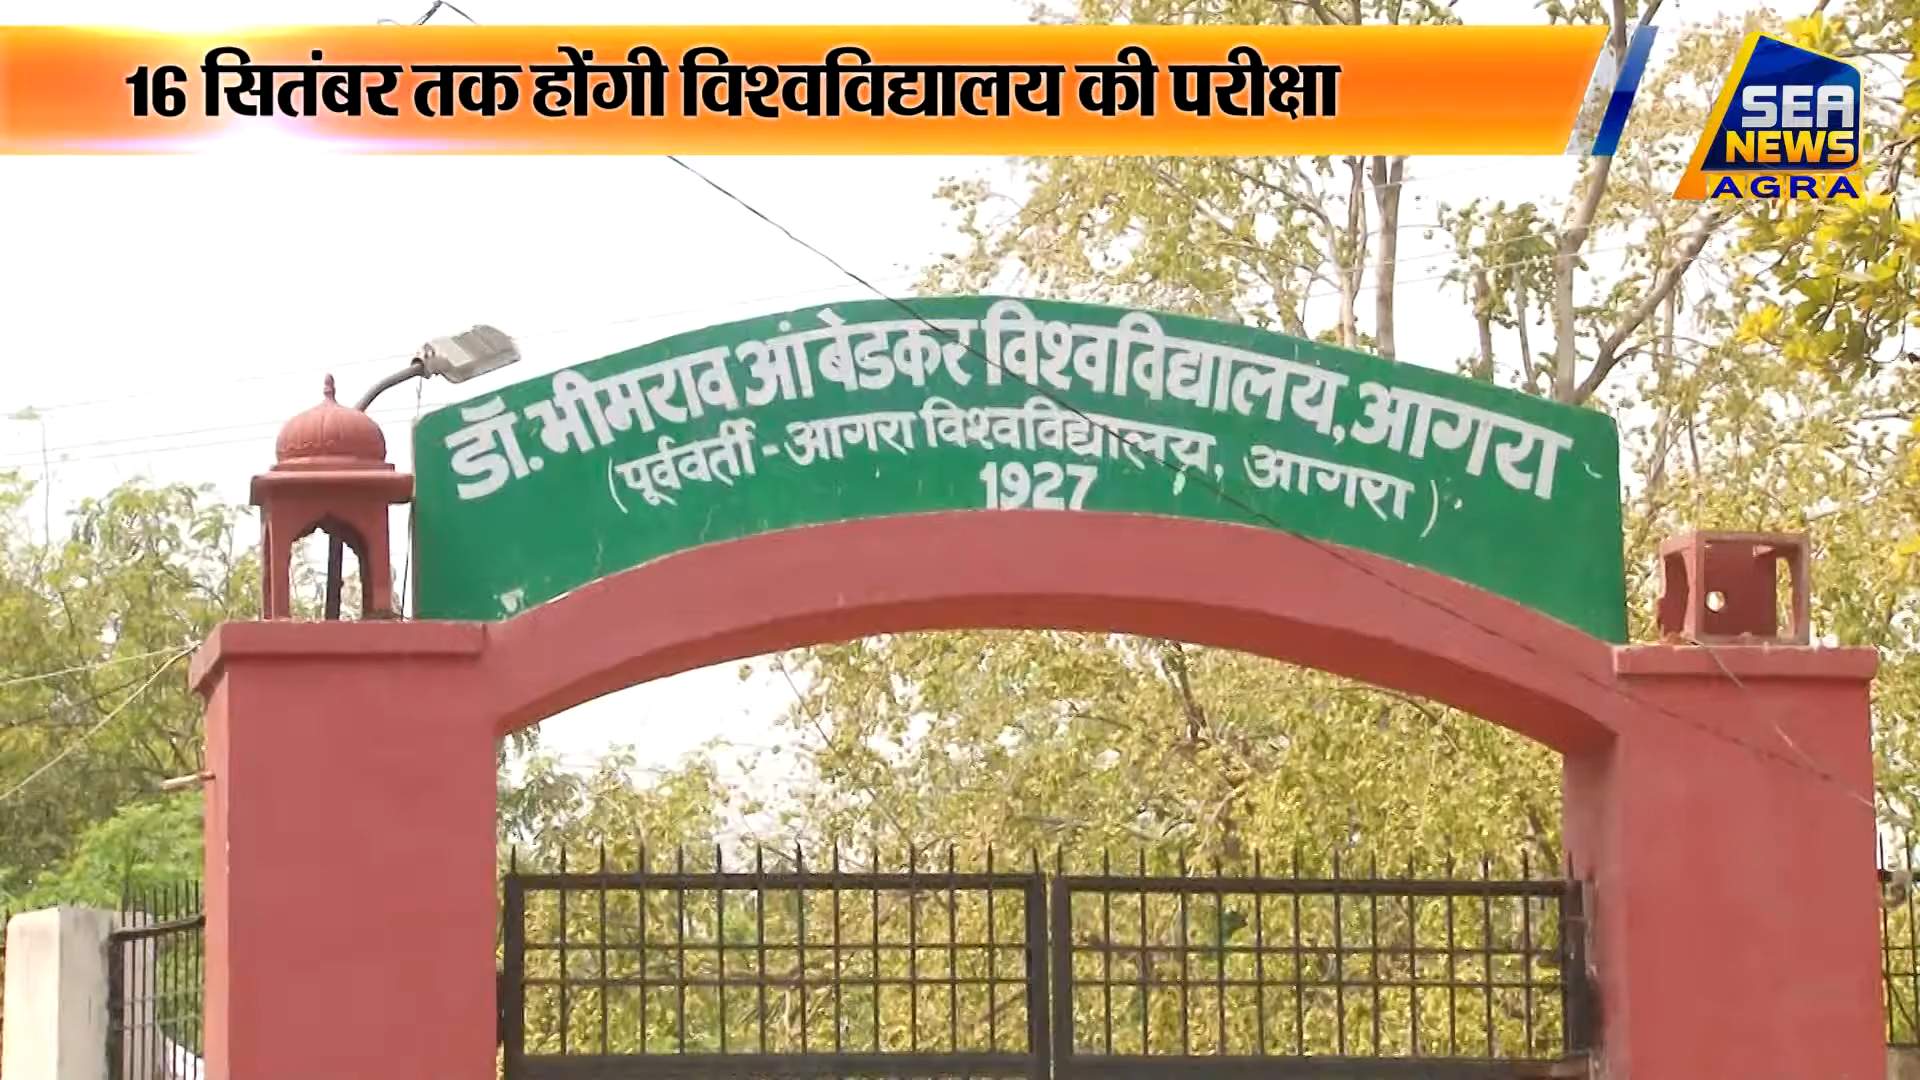 16 सितंबर तक होंगी विश्वविद्यालय की परीक्षा
SEA
NEWS
AGRA
डॉ. भीमराव आंबेडकर विश्वविद्यालय, आगरा
(पूर्ववर्ती - आगरा विश्वविद्यालय, आगरा)
1927